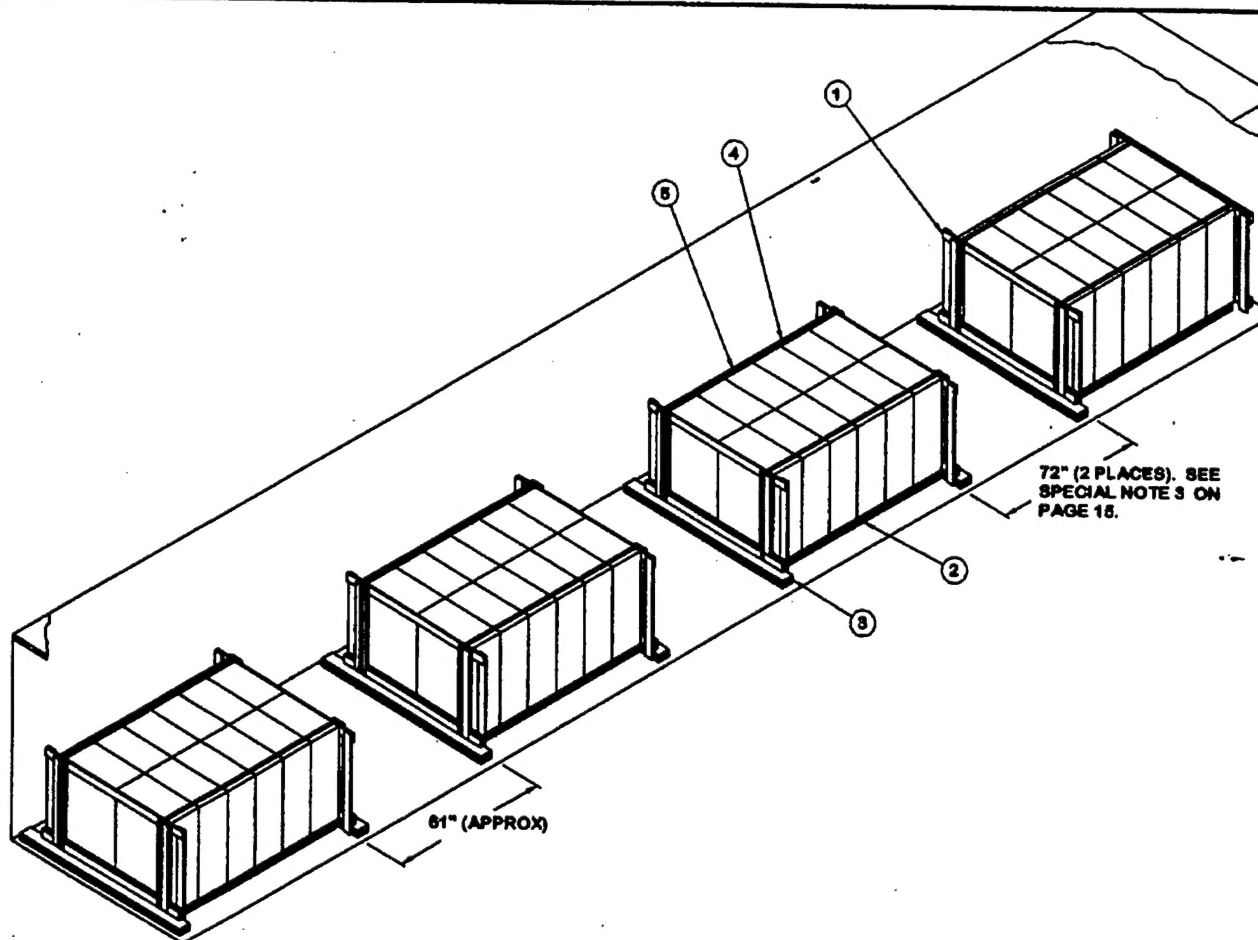 1
4
5
72" (2 PLACES). SEE
SPECIAL NOTE 3 ON
PAGE 15.
2
3
61" (APPROX)